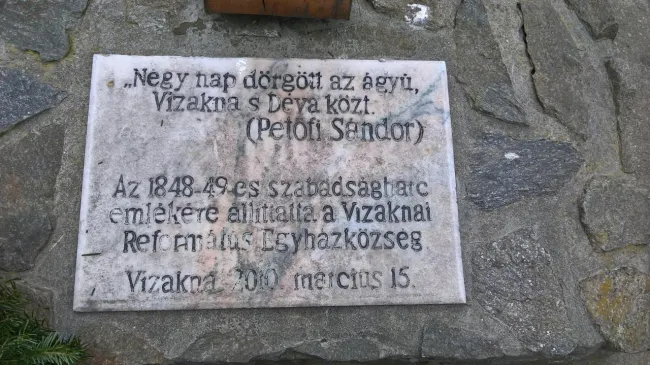 „Négy nap dörgött az ágyú,
Vizakna s Déva közt.
(Petőfi Sándor)
Az 1848-49-es szabadságharc
emlékére állíttatta a Vizaknai
Református Egyházközség
Vizakna, 2010. március 15.